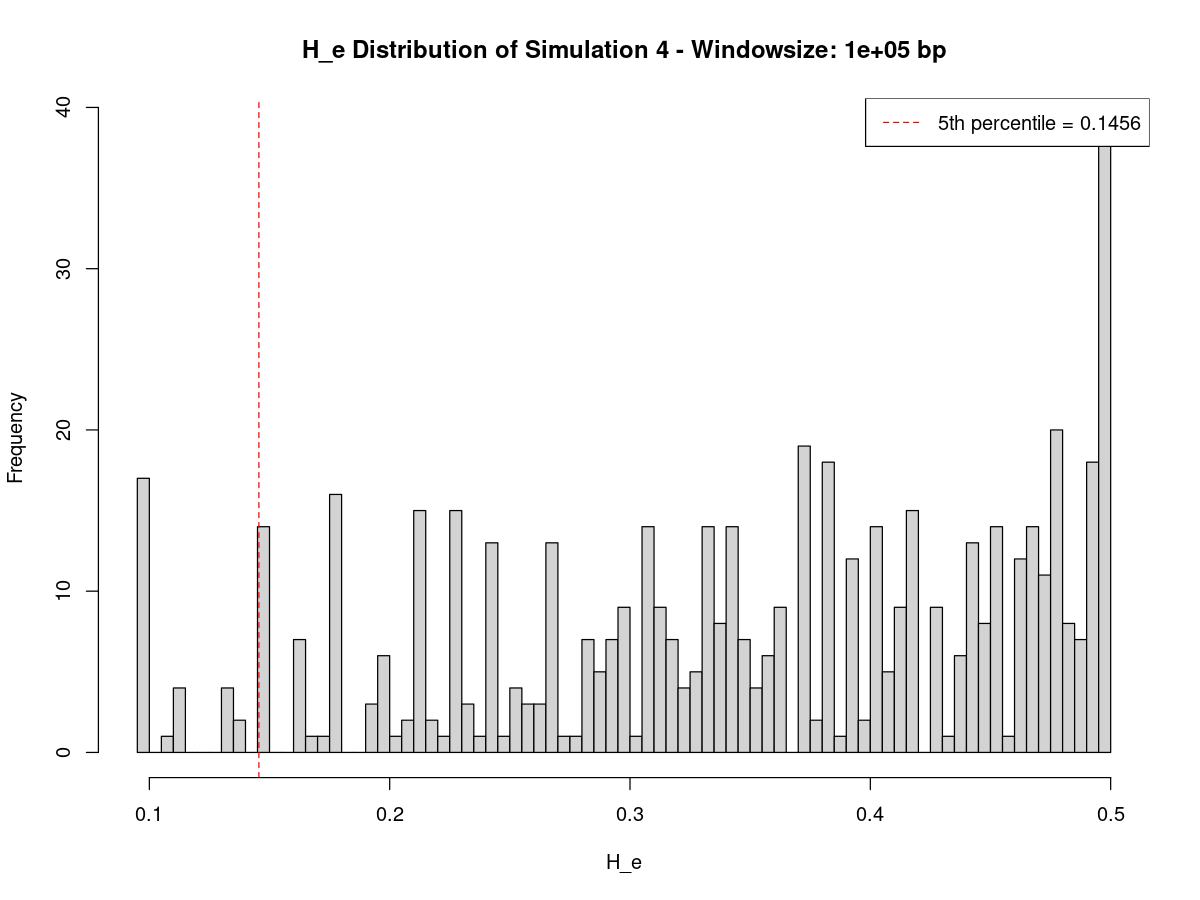 H_e Distribution of Simulation 4 - Windowsize: 1e+05 bp
5th percentile = 0.1456
Frequency
40
30
20
10
0
0.1 0.2 0.3 0.4 0.5
H_e